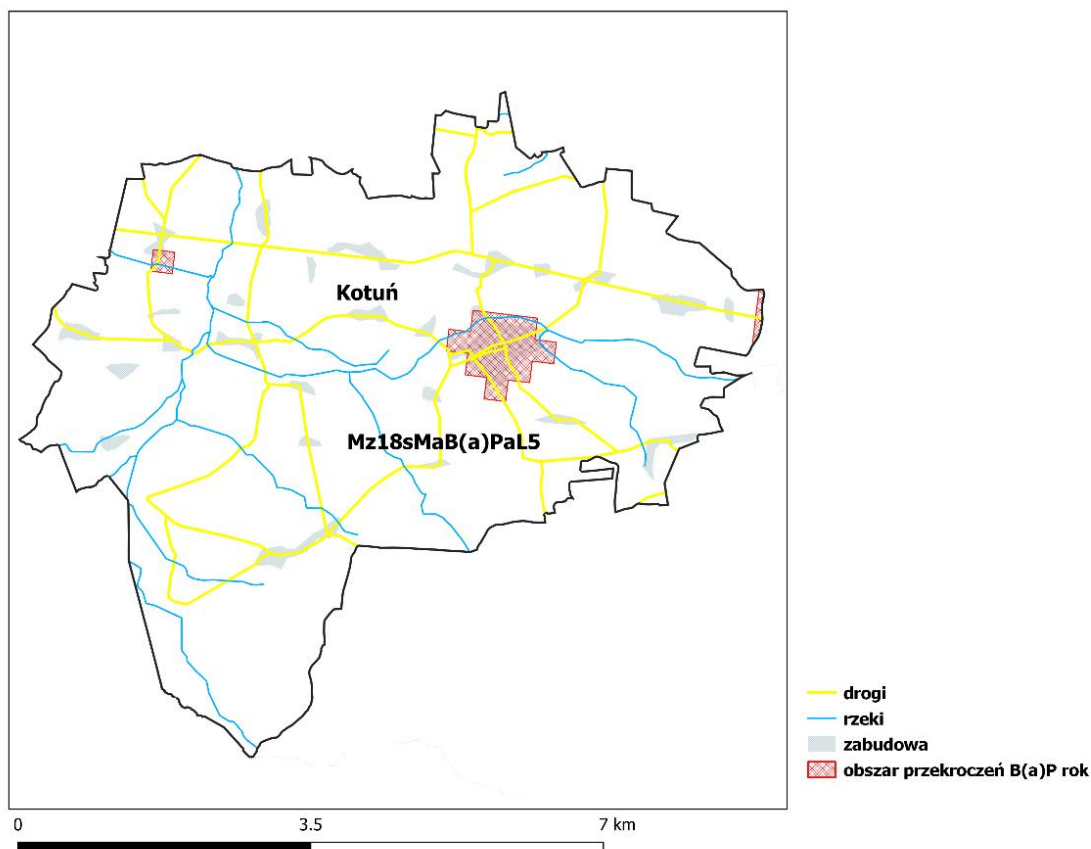 Kotuń
Mz18sMaB(a)PaL5
drogi
rzeki
zabudowa
obszar przekroczeń B(a)P rok
0 3.5 7 km